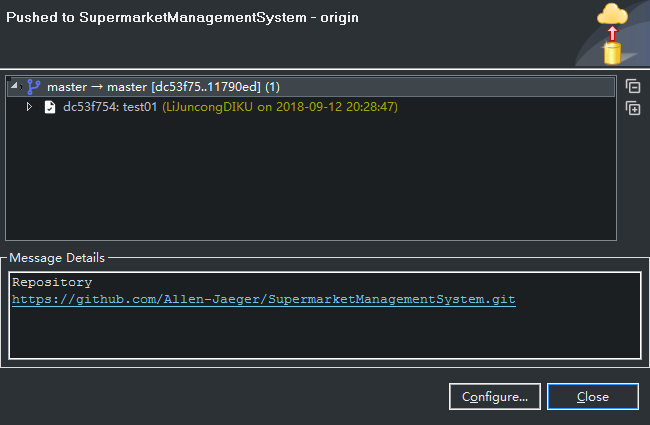 Pushed to SupermarketManagementSystem - origin
master → master [dc53f75..11790ed] (1)
dc53f754: test01 (LiJuncongDIKU on 2018-09-12 20:28:47)
Message Details
Repository
https://github.com/Allen-Jaeger/SupermarketManagementSystem.git
Configure... Close